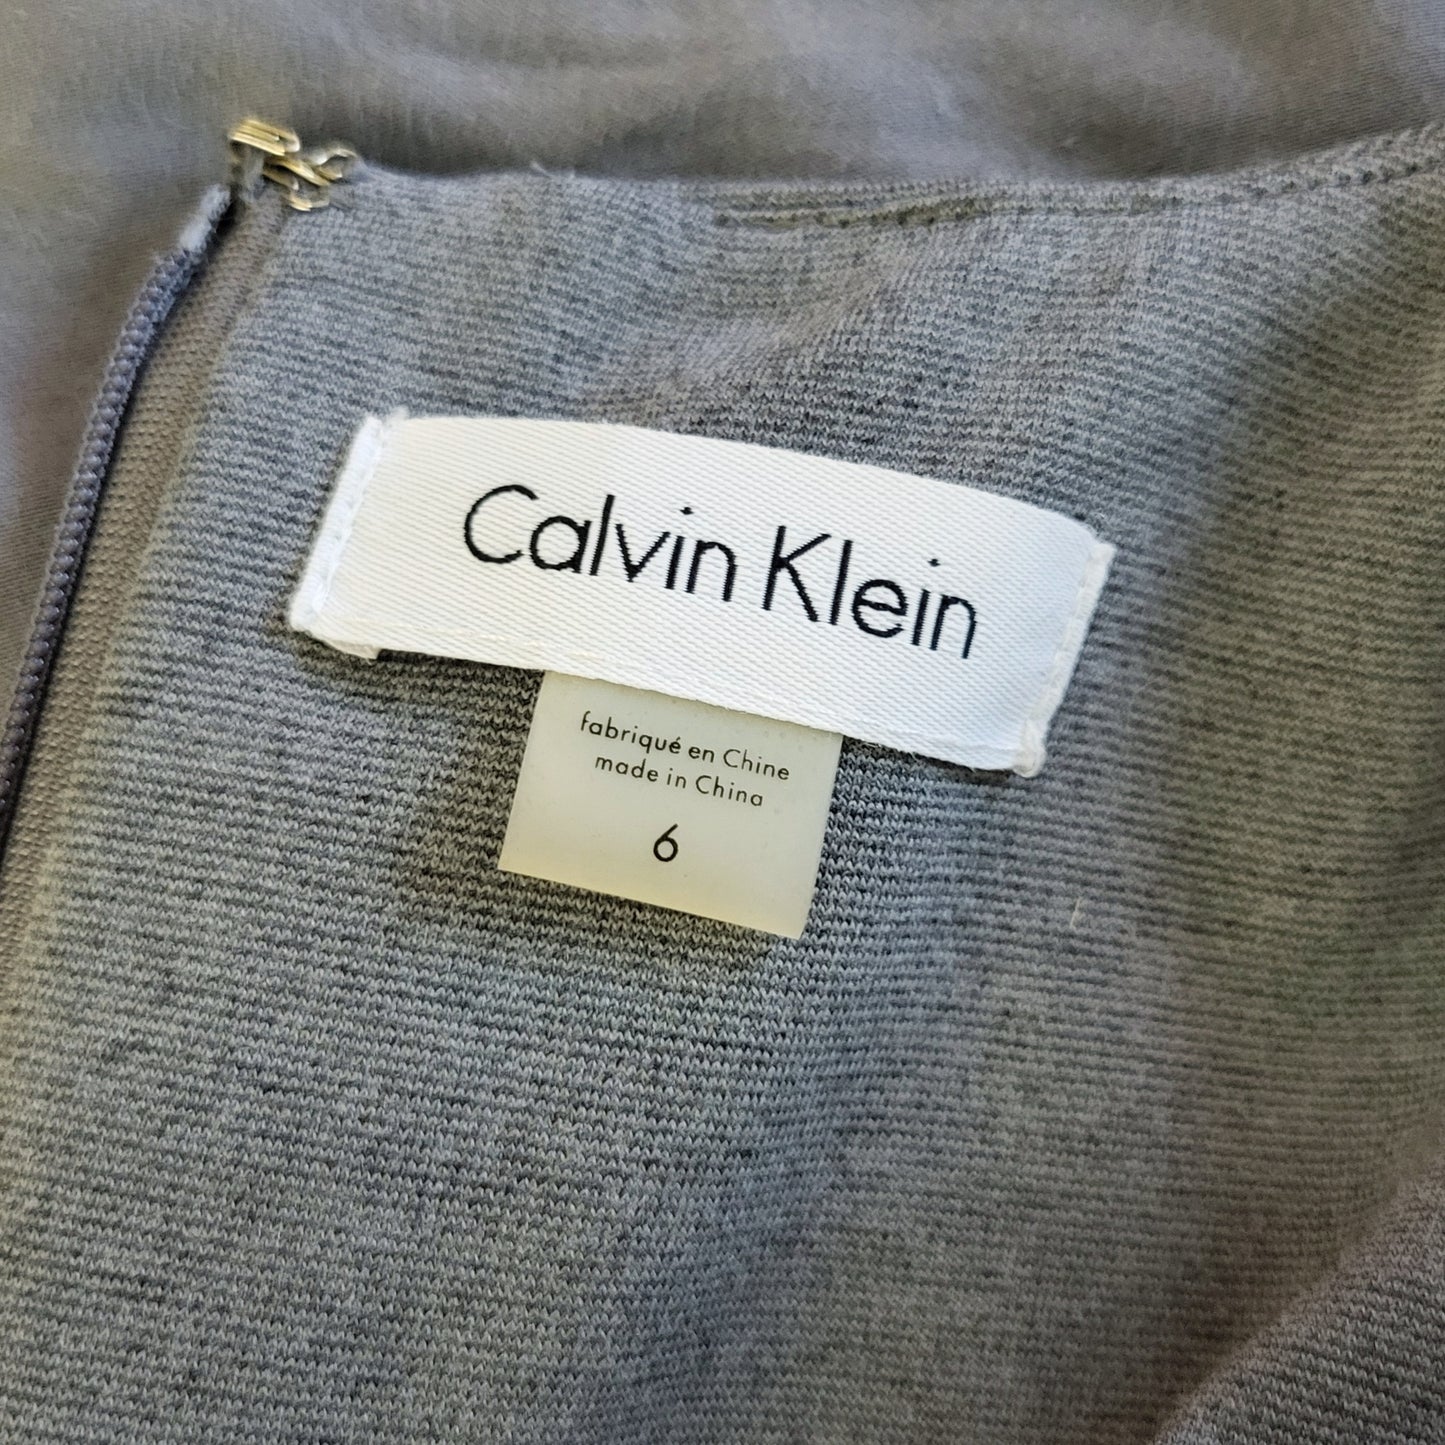 Calvin Klein
fabriqué en Chine
made in China
6